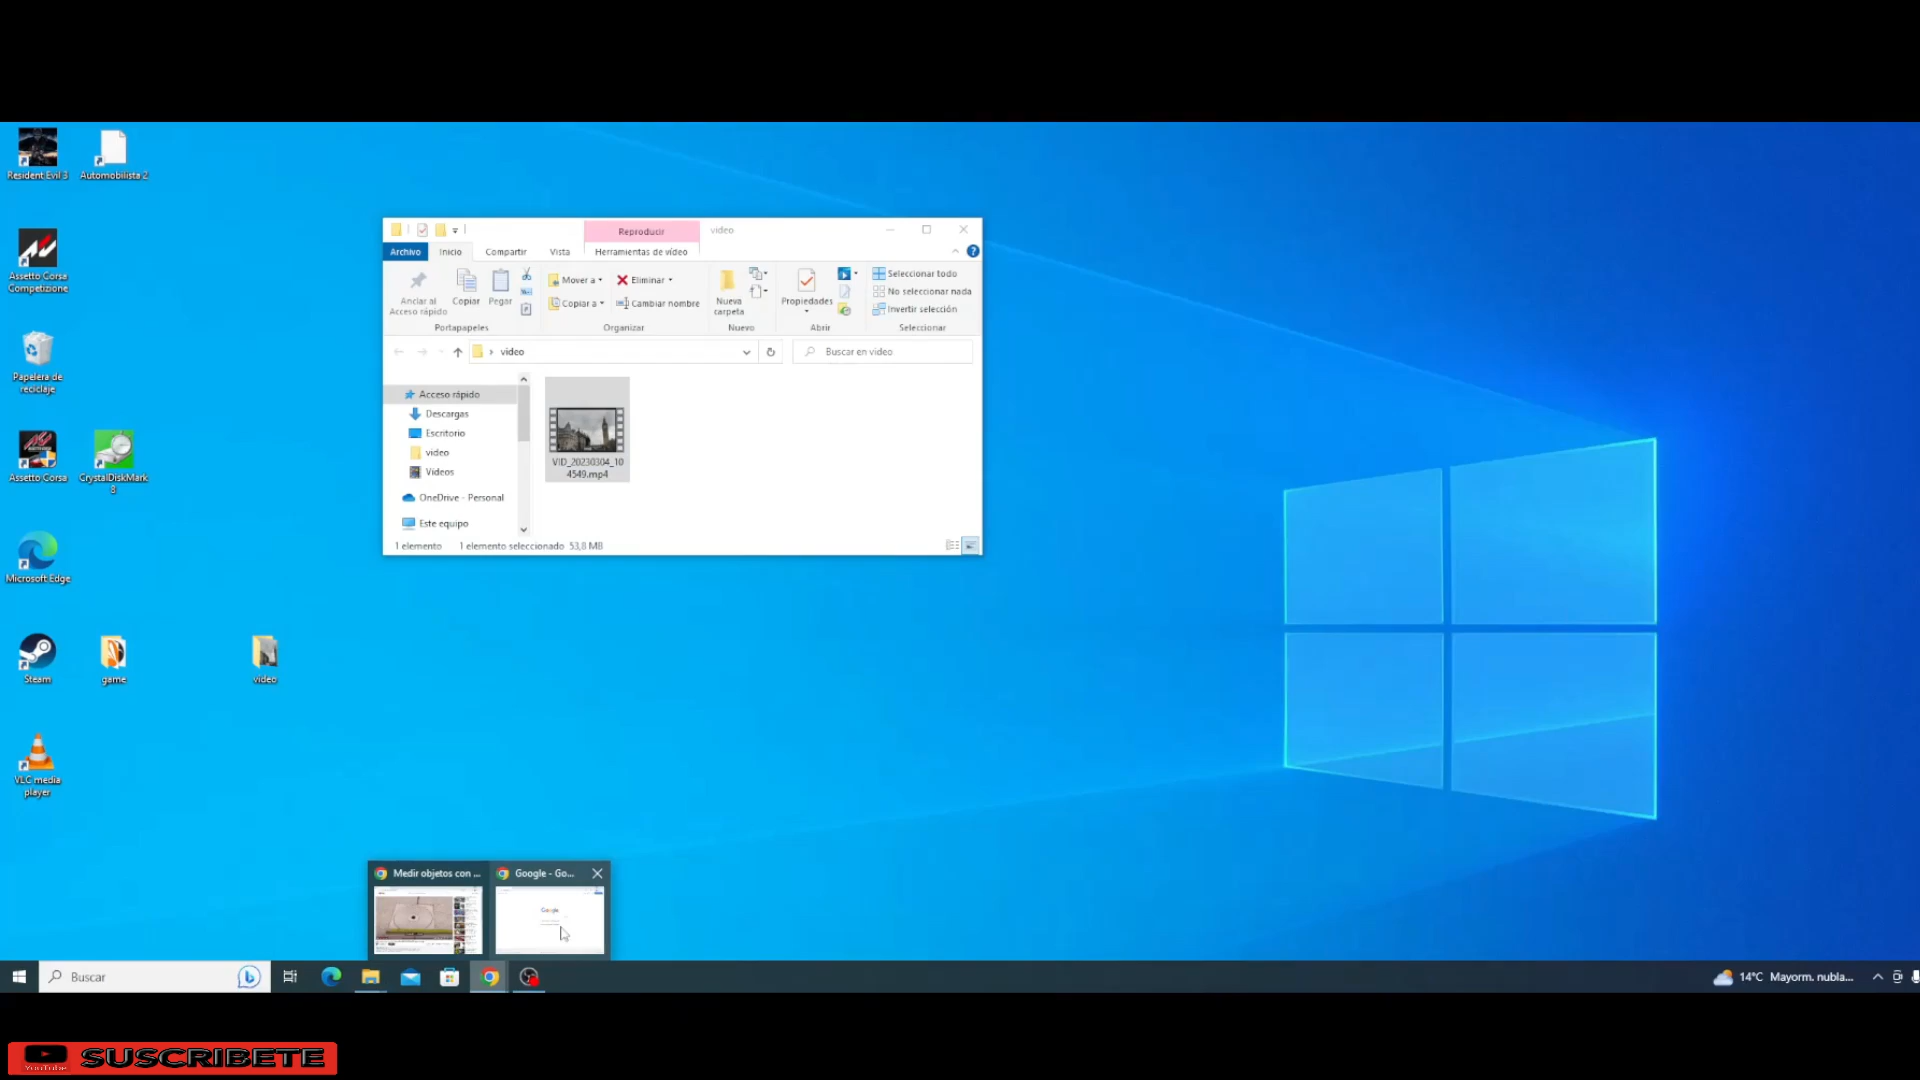 Resident Evil 3
Automobilista 2
Assetto Corsa
Competizione
Papelera de
reciclaje
Assetto Corsa
CrystalDiskMark
8
Microsoft Edge
Steam
game
video
VLC media
player
Reproducir
video
Archivo
Inicio
Compartir
Vista
Herramientas de vídeo
Anclar al
Acceso rápido
Copiar
Pegar
Mover a
Eliminar
Copiar a
Cambiar nombre
Nueva
carpeta
Propiedades
Seleccionar todo
No seleccionar nada
Invertir selección
Portapapeles
Organizar
Nuevo
Abrir
Seleccionar
video
Buscar en video
Acceso rápido
Descargas
Escritorio
video
Vídeos
OneDrive - Personal
Este equipo
VID_20230304_10
4549.mp4
1 elemento
1 elemento seleccionado 53,8 MB
Medir objetos con ...
Google - Go...
Google
Buscar
14°C Mayorm. nubla...
YouTube
SUSCRIBETE